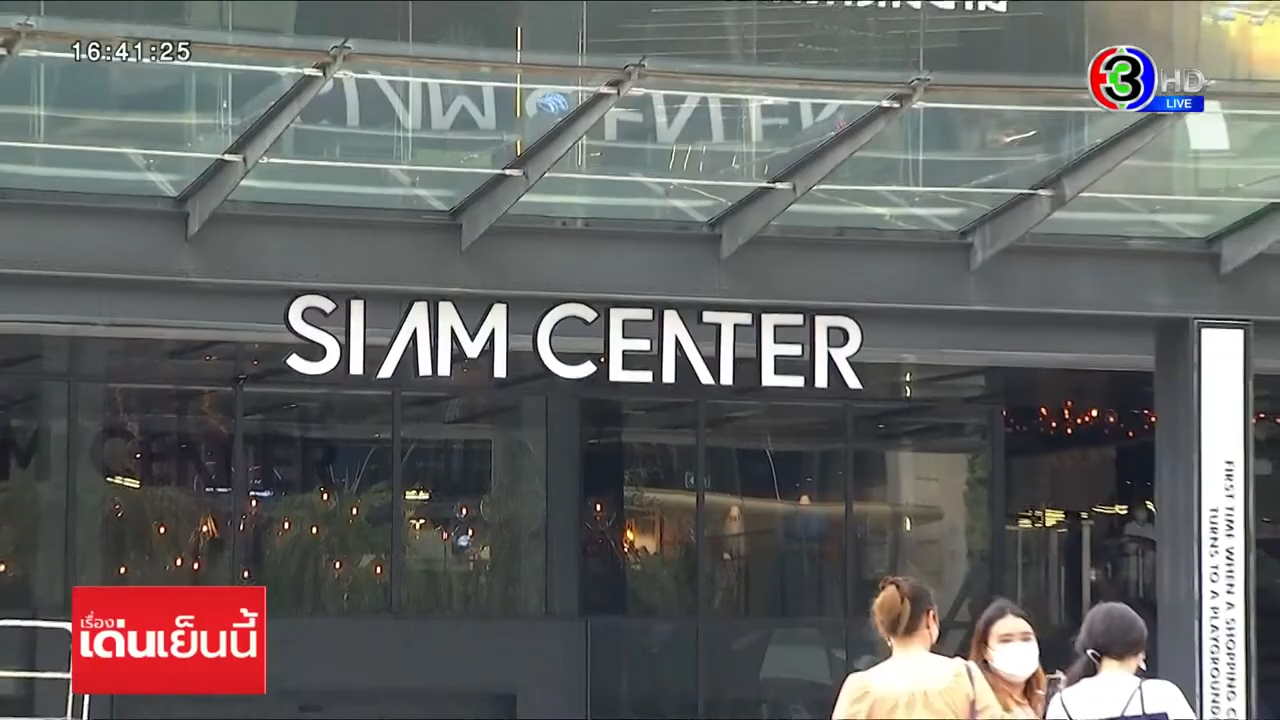 16:41:25
3 HD
LIVE
SIAM CENTER
FIRST TIME WHEN A SHOPPING
TURNS TO A PLAYGROUND
เรื่อง
เด่นเย็นนี้